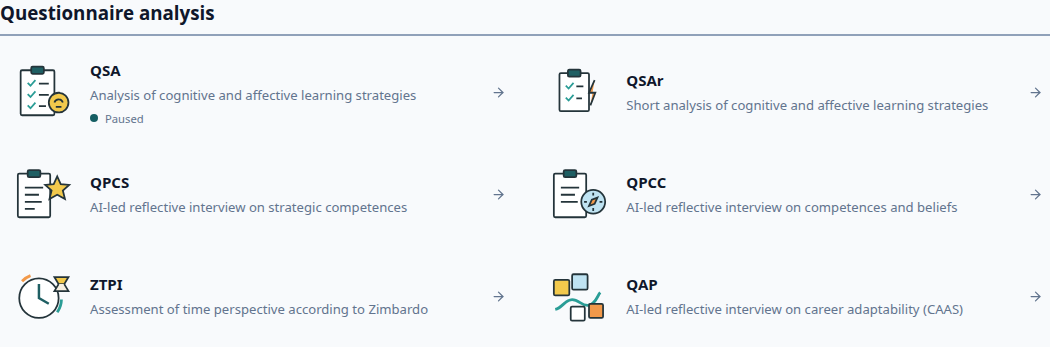 Questionnaire analysis
QSA
Analysis of cognitive and affective learning strategies
Paused
QSAr
Short analysis of cognitive and affective learning strategies
QPCS
AI-led reflective interview on strategic competences
QPCC
AI-led reflective interview on competences and beliefs
ZTPI
Assessment of time perspective according to Zimbardo
QAP
AI-led reflective interview on career adaptability (CAAS)